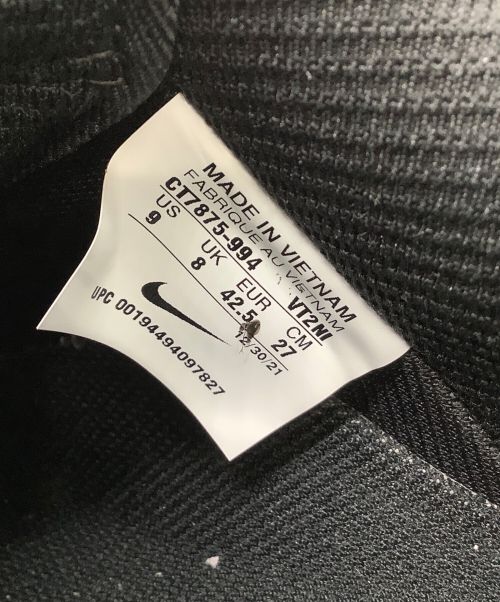 MADE IN VIETNAM
FABRIQUE AU VIETNAM
CT7875-994 VT2NI
US UK EUR CM
9 8 42.5 27
12/30/21
UPC 00194494097827